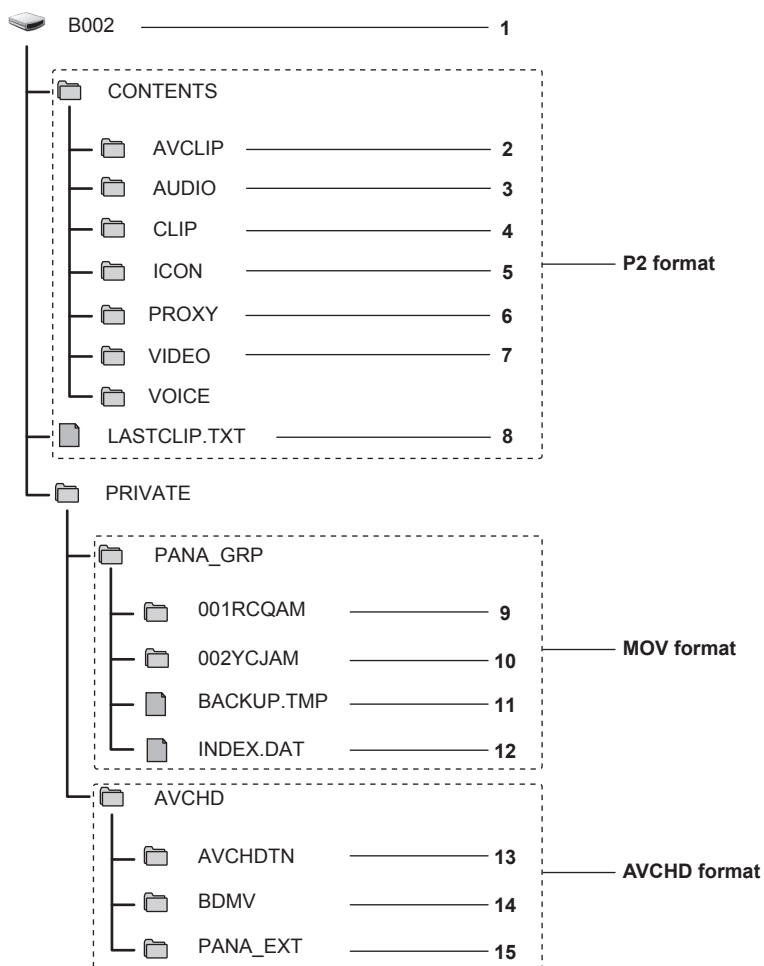 B002 1
CONTENTS
AVCLIP 2
AUDIO 3
CLIP 4
ICON 5
P2 format
PROXY 6
VIDEO 7
VOICE
LASTCLIP.TXT 8
PRIVATE
PANA_GRP
001RCQAM 9
MOV format
002YCJAM 10
BACKUP.TMP 11
INDEX.DAT 12
AVCHD
AVCHDTN 13
AVCHD format
BDMV 14
PANA_EXT 15